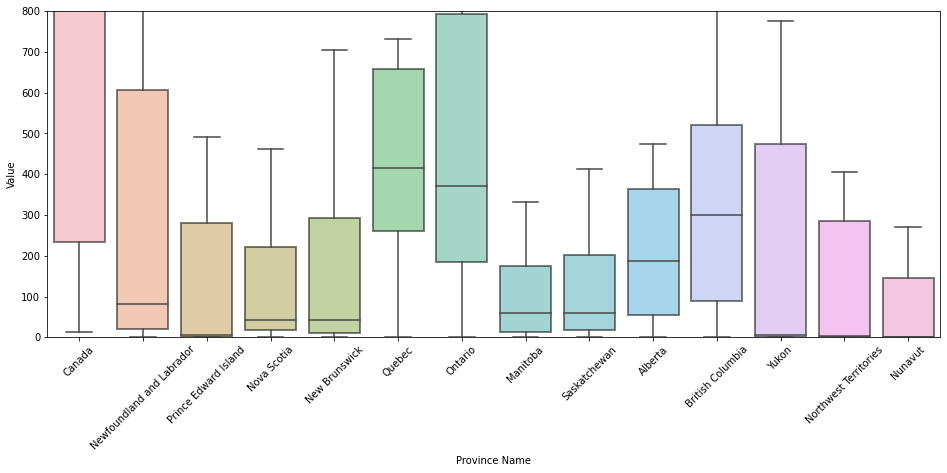 800
700
600
500
400
300
200
100
0
Value
Canada
Newfoundland and Labrador
Prince Edward Island
Nova Scotia
New Brunswick
Quebec
Ontario
Manitoba
Saskatchewan
Alberta
British Columbia
Yukon
Northwest Territories
Nunavut
Province Name